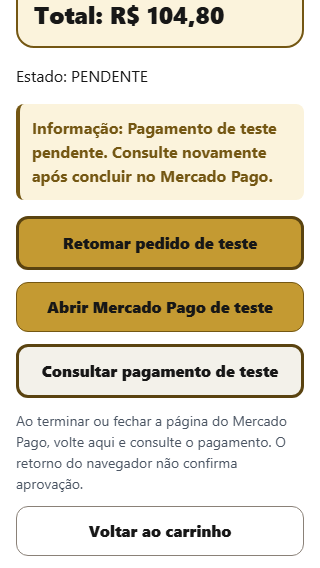 Total: R$ 104,80
Estado: PENDENTE
Informação: Pagamento de teste
pendente. Consulte novamente
após concluir no Mercado Pago.
Retomar pedido de teste
Abrir Mercado Pago de teste
Consultar pagamento de teste
Ao terminar ou fechar a página do Mercado
Pago, volte aqui e consulte o pagamento. O
retorno do navegador não confirma
aprovação.
Voltar ao carrinho